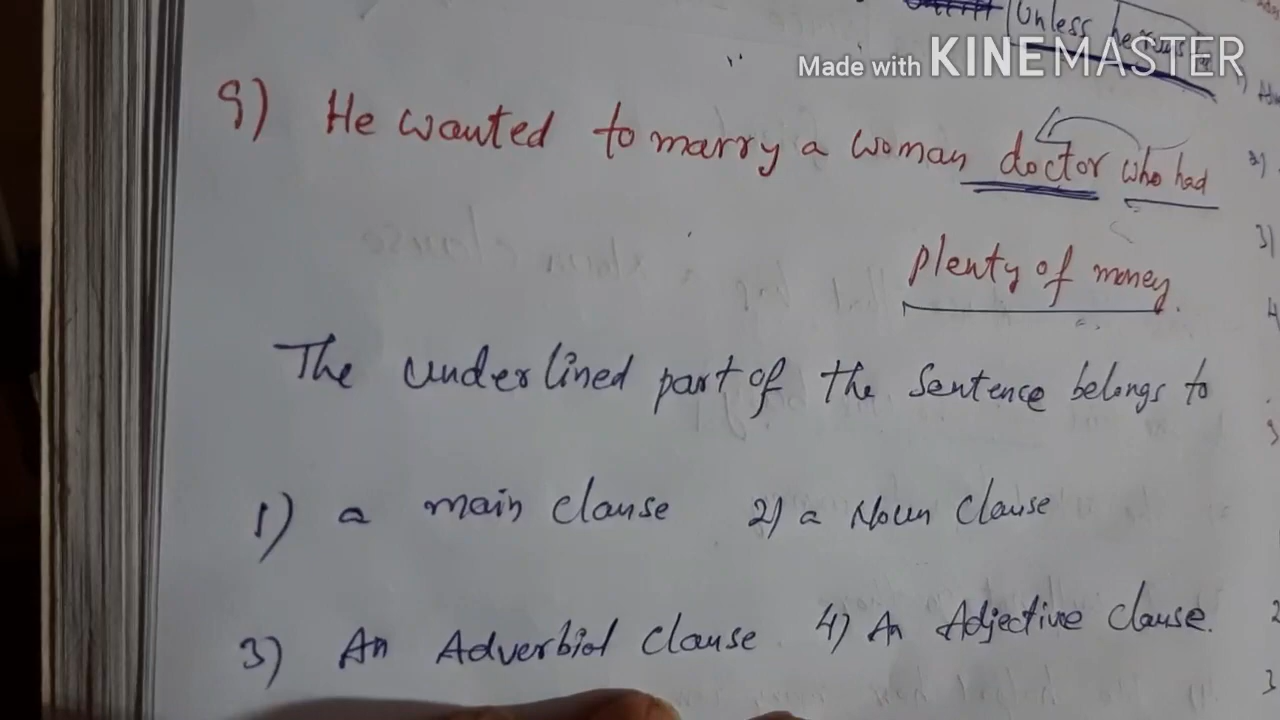 Unless
Made with KINEMASTER
9) He wanted to marry a woman doctor who had
plenty of money.
The underlined part of the Sentence belongs to
1) a main clause 2) a Noun Clause
3) An Adverbial Clause 4) An Adjective Clause.